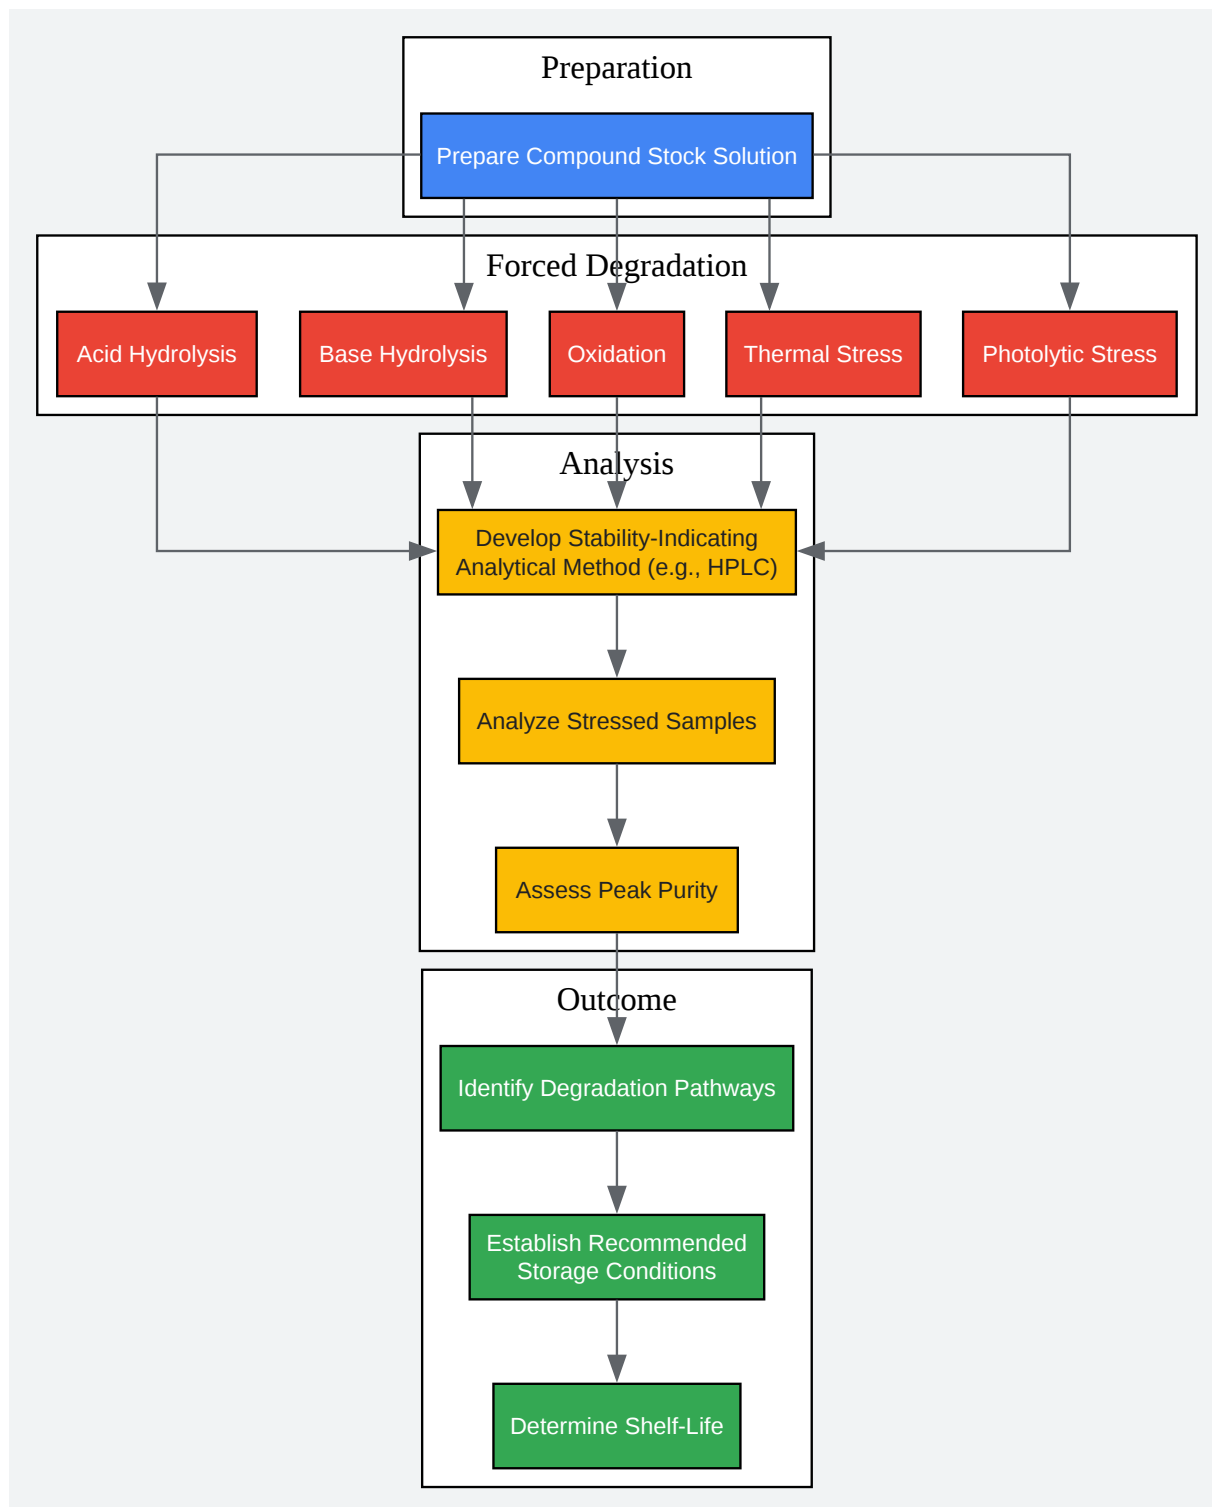 Preparation
Prepare Compound Stock Solution
Forced Degradation
Acid Hydrolysis
Base Hydrolysis
Oxidation
Thermal Stress
Photolytic Stress
Analysis
Develop Stability-Indicating
Analytical Method (e.g., HPLC)
Analyze Stressed Samples
Assess Peak Purity
Outcome
Identify Degradation Pathways
Establish Recommended
Storage Conditions
Determine Shelf-Life